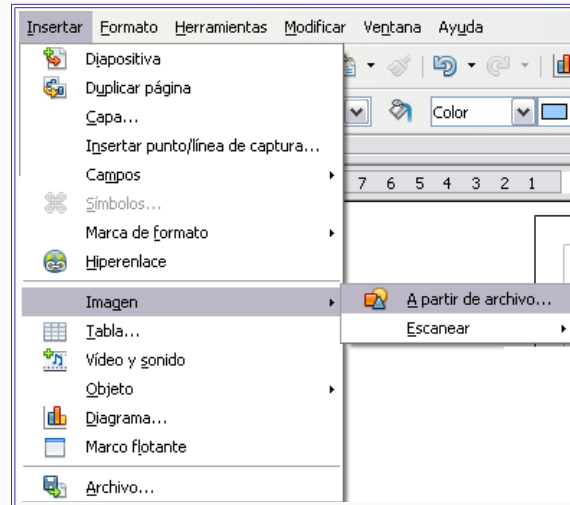 Insertar Formato Herramientas Modificar Ventana Ayuda
Diapositiva
Duplicar página
Capa...
Color
Insertar punto/línea de captura...
Campos
7 6 5 4 3 2 1
Símbolos...
Marca de formato
Hiperenlace
Imagen
A partir de archivo...
Tabla...
Escanear
Vídeo y sonido
Objeto
Diagrama...
Marco flotante
Archivo...